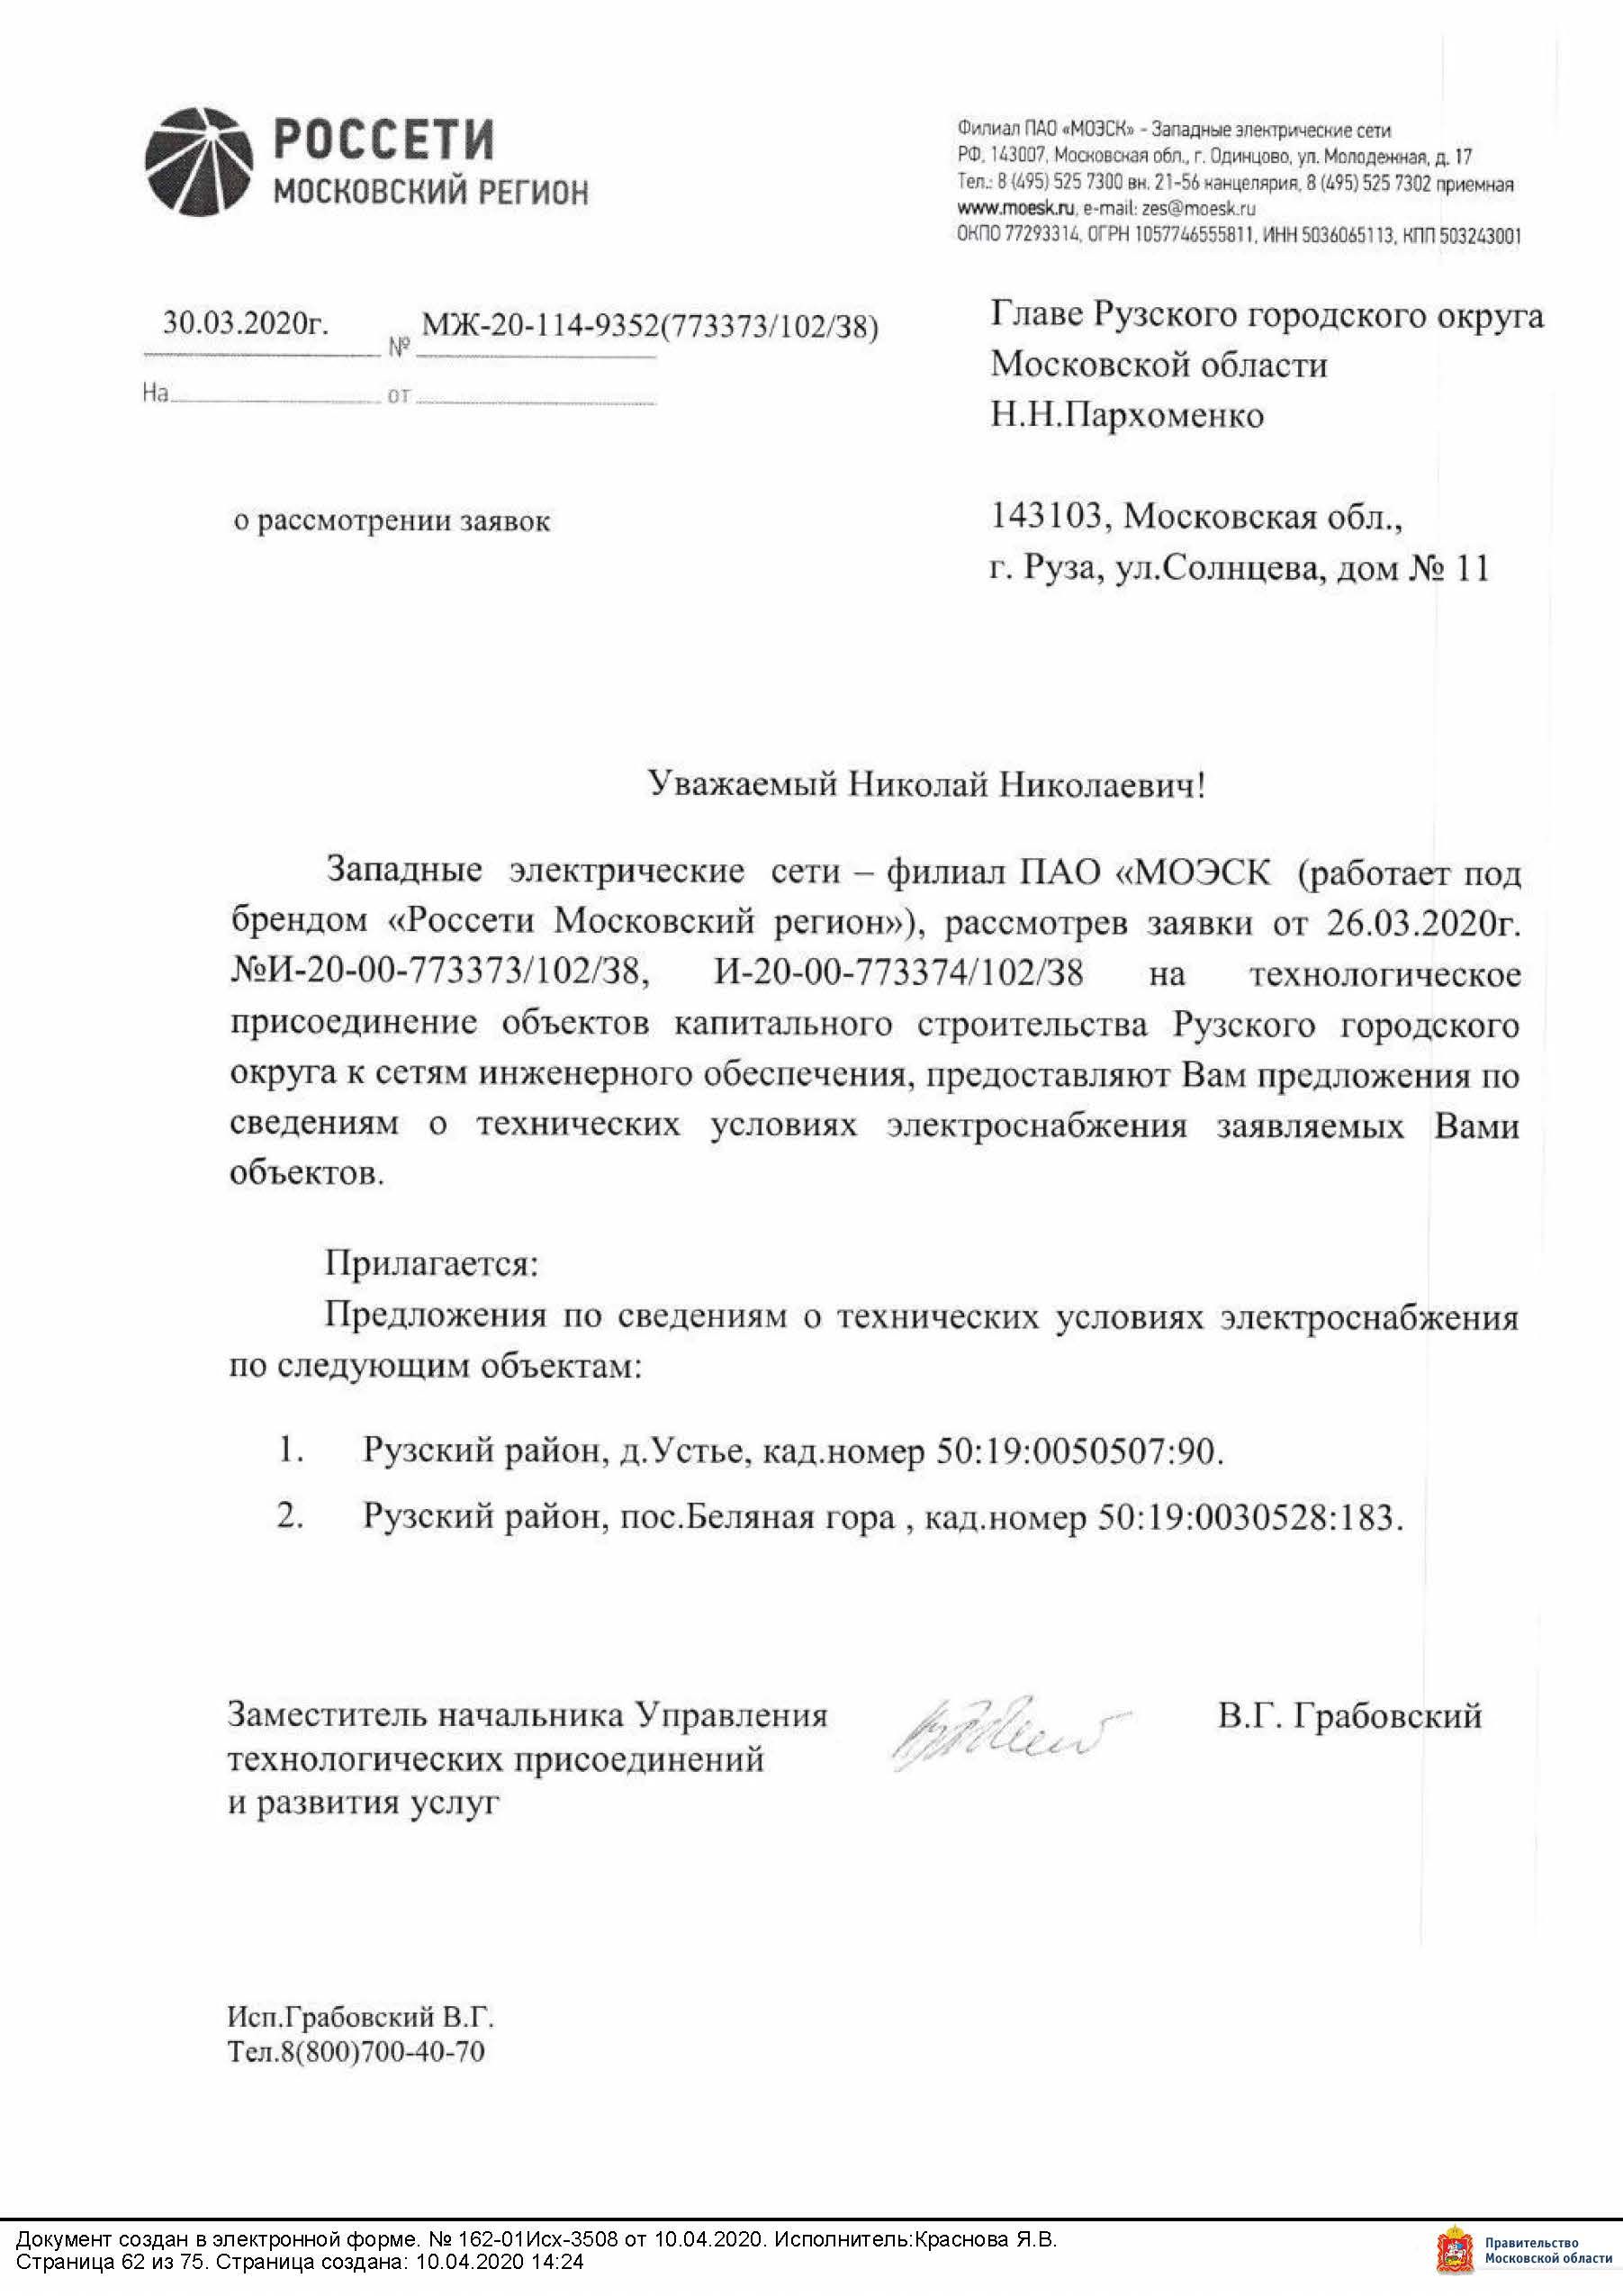 РОССЕТИ
МОСКОВСКИЙ РЕГИОН
Филиал ПАО «МОЭСК» - Западные электрические сети
РФ, 143007, Московская обл., г. Одинцово, ул. Молодежная, д. 17
Тел.: 8 (495) 525 7300 вн. 21-56 канцелярия, 8 (495) 525 7302 приемная
www.moesk.ru, e-mail: zes@moesk.ru
ОКПО 77293314, ОГРН 1057746555811, ИНН 5036065113, КПП 503243001
30.03.2020г. № МЖ-20-114-9352(773373/102/38)
На от
Главе Рузского городского округа
Московской области
Н.Н.Пархоменко
о рассмотрении заявок
143103, Московская обл.,
г. Руза, ул.Солнцева, дом № 11
Уважаемый Николай Николаевич!
Западные электрические сети – филиал ПАО «МОЭСК (работает под
брендом «Россети Московский регион»), рассмотрев заявки от 26.03.2020г.
№И-20-00-773373/102/38, И-20-00-773374/102/38 на технологическое
присоединение объектов капитального строительства Рузского городского
округа к сетям инженерного обеспечения, предоставляют Вам предложения по
сведениям о технических условиях электроснабжения заявляемых Вами
объектов.
Прилагается:
Предложения по сведениям о технических условиях электроснабжения
по следующим объектам:
1. Рузский район, д.Устье, кад.номер 50:19:0050507:90.
2. Рузский район, пос.Беляная гора , кад.номер 50:19:0030528:183.
Заместитель начальника Управления
технологических присоединений
и развития услуг
В.Г. Грабовский
Исп.Грабовский В.Г.
Тел.8(800)700-40-70
Документ создан в электронной форме. № 162-01Исх-3508 от 10.04.2020. Исполнитель:Краснова Я.В.
Страница 62 из 75. Страница создана: 10.04.2020 14:24
Правительство
Московской области